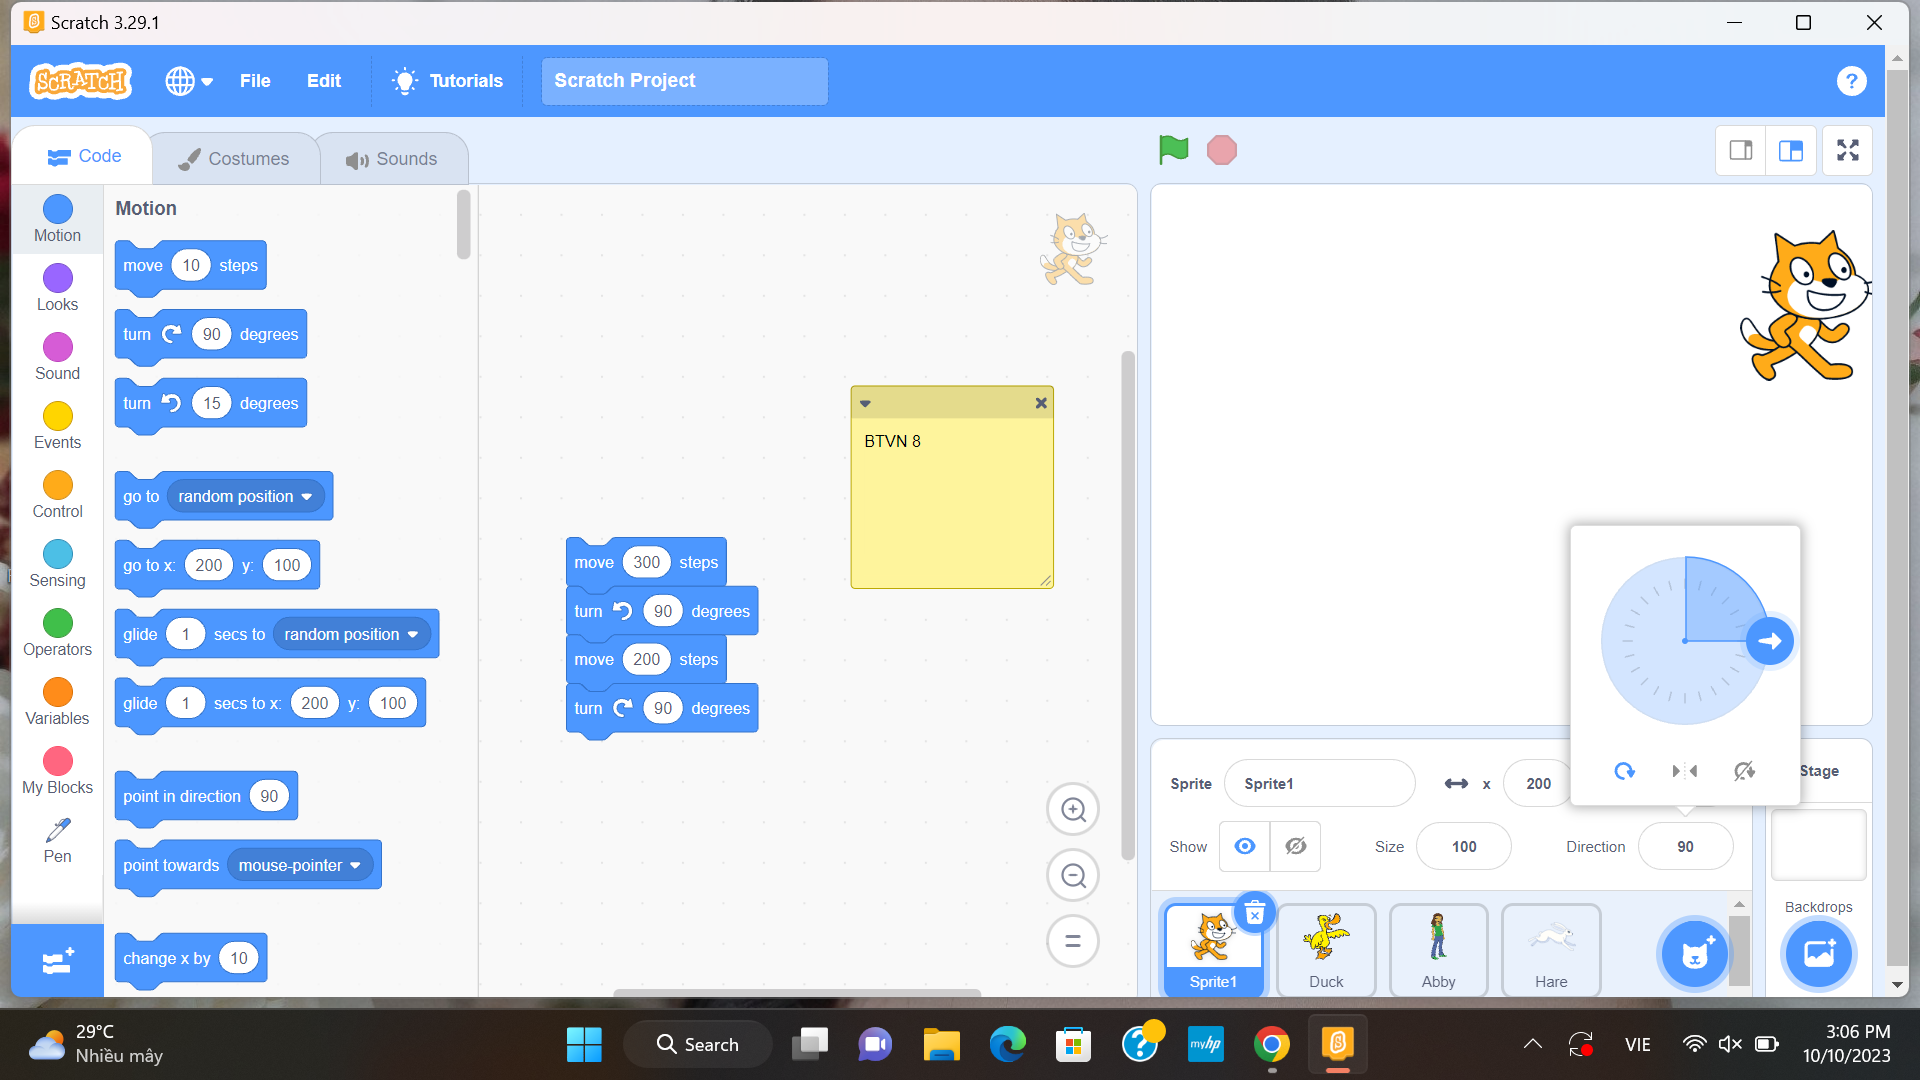 Scratch 3.29.1
SCRATCH
File
Edit
Tutorials
Scratch Project
?
Code
Costumes
Sounds
Motion
Looks
Sound
Events
Control
Sensing
Operators
Variables
My Blocks
Pen
Motion
move 10 steps
turn 90 degrees
turn 15 degrees
go to random position
go to x: 200 y: 100
glide 1 secs to random position
glide 1 secs to x: 200 y: 100
point in direction 90
point towards mouse-pointer
change x by 10
move 300 steps
turn 90 degrees
move 200 steps
turn 90 degrees
BTVN 8
Sprite Sprite1 x 200
Show Size 100 Direction 90
Sprite1
Duck
Abby
Hare
Stage
Backdrops
29°C
Nhiều mây
Search
myhp
VIE
3:06 PM
10/10/2023